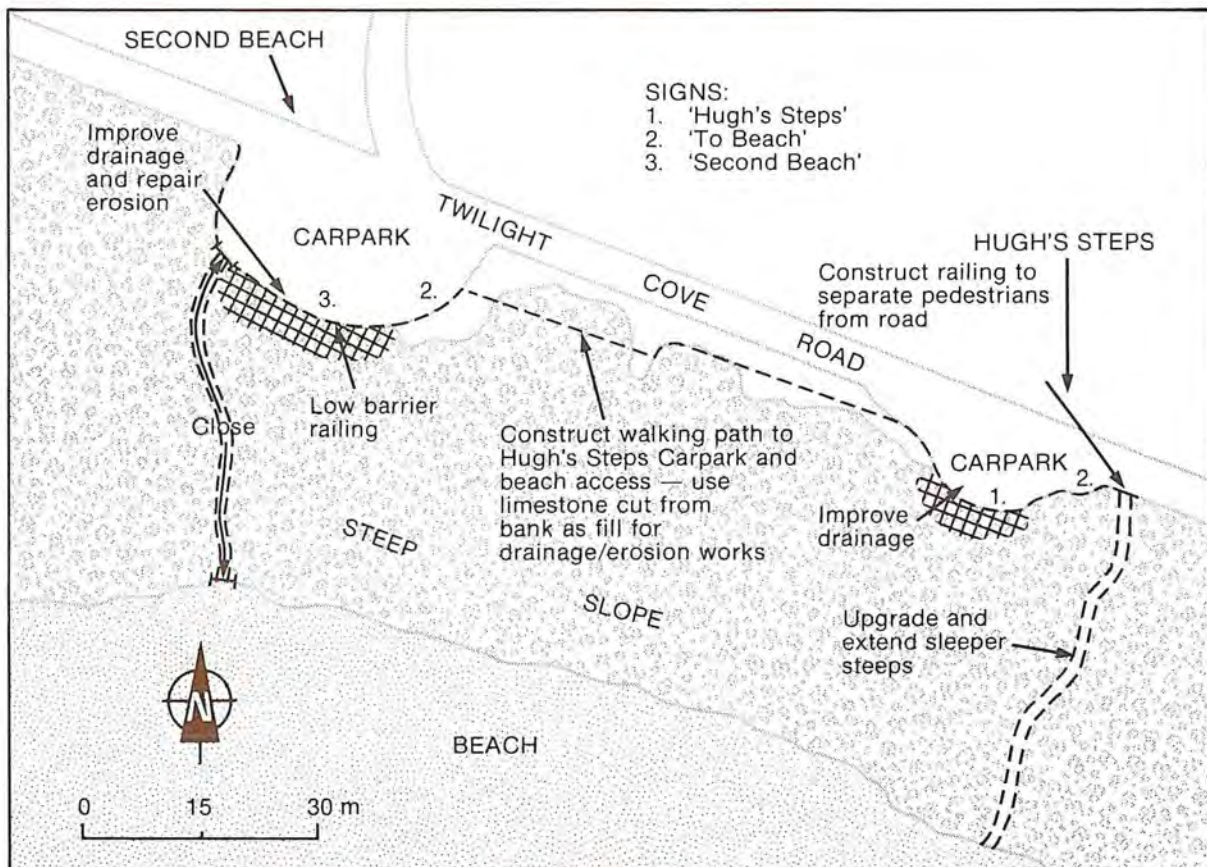 SECOND BEACH
SIGNS:
1. 'Hugh's Steps'
2. 'To Beach'
3. 'Second Beach'
Improve
drainage
and repair
erosion
CARPARK
TWILIGHT
COVE
ROAD
HUGH'S STEPS
Construct railing to
separate pedestrians
from road
3.
2.
Low barrier
railing
Close
Construct walking path to
Hugh's Steps Carpark and
beach access — use
limestone cut from
bank as fill for
drainage/erosion works
CARPARK
1.
2.
Improve
drainage
STEEP
SLOPE
Upgrade and
extend sleeper
steeps
N
BEACH
0 15 30 m